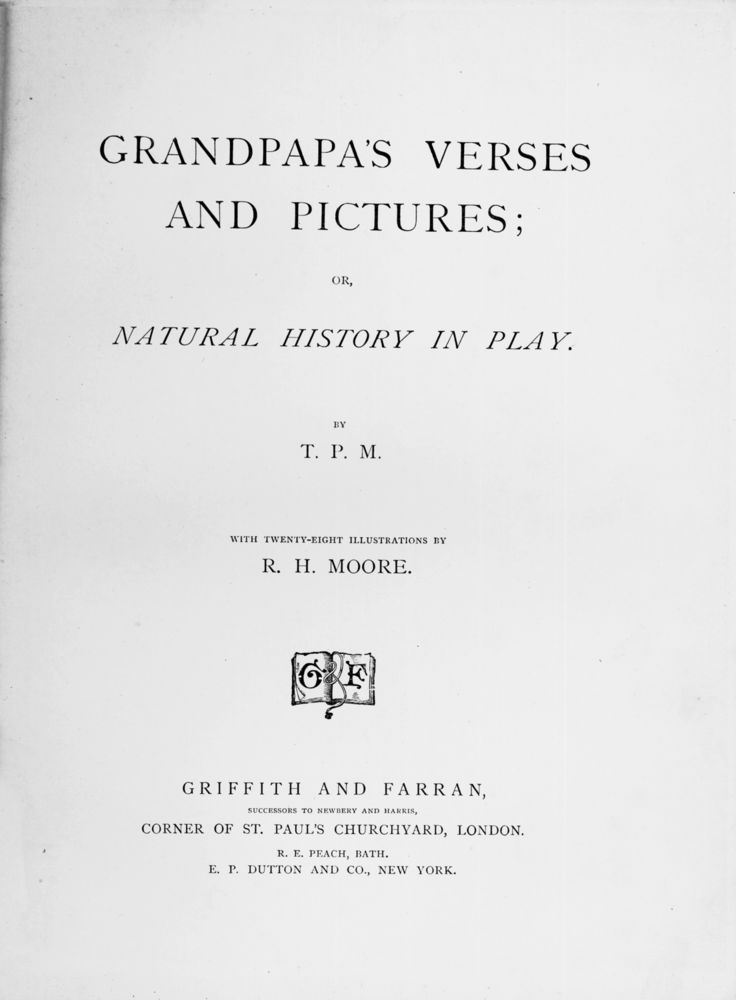 GRANDPAPA'S VERSES
AND PICTURES;
OR,
NATURAL HISTORY IN PLAY.
BY
T. P. M.
WITH TWENTY-EIGHT ILLUSTRATIONS BY
R. H. MOORE.
G & F
GRIFFITH AND FARRAN,
SUCCESSORS TO NEWBERY AND HARRIS,
CORNER OF ST. PAUL'S CHURCHYARD, LONDON.
R. E. PEACH, BATH.
E. P. DUTTON AND CO., NEW YORK.